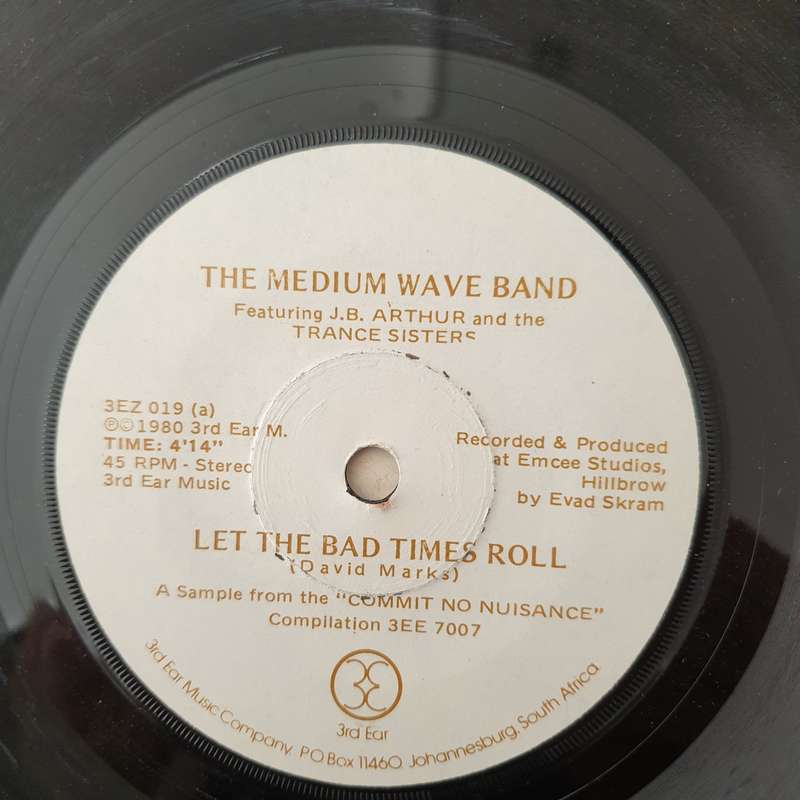 THE MEDIUM WAVE BAND
Featuring J.B. ARTHUR and the
TRANCE SISTERS
3EZ 019 (a)
℗©1980 3rd Ear M.
TIME: 4'14"
45 RPM - Stereo
3rd Ear Music
Recorded & Produced
at Emcee Studios,
Hillbrow
by Evad Skram
LET THE BAD TIMES ROLL
(David Marks)
A Sample from the "COMMIT NO NUISANCE"
Compilation 3EE 7007
3rd Ear
3rd Ear Music Company. P O Box 11460 Johannesburg. South Africa